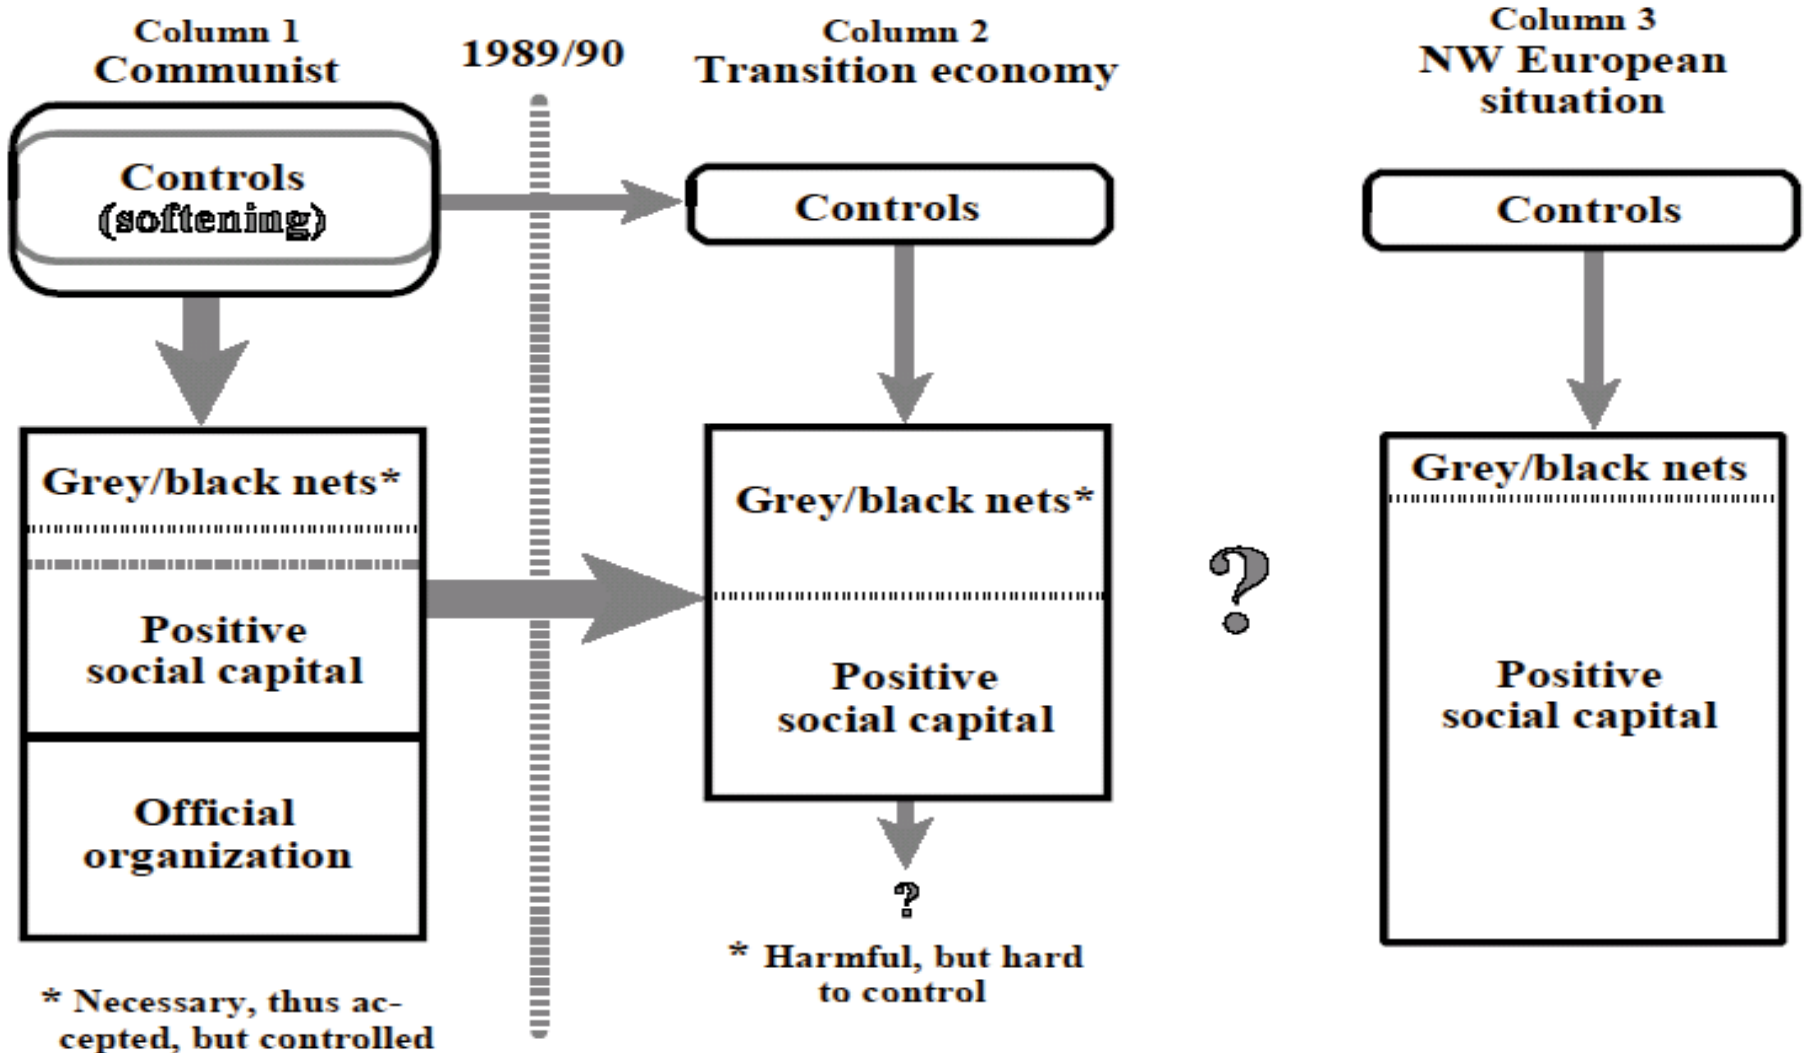 Column 1
Communist
Controls
(softening)
Grey/black nets*
Positive
social capital
Official
organization
* Necessary, thus ac-
cepted, but controlled
1989/90
Column 2
Transition economy
Controls
Grey/black nets*
Positive
social capital
?
* Harmful, but hard
to control
?
Column 3
NW European
situation
Controls
Grey/black nets
Positive
social capital